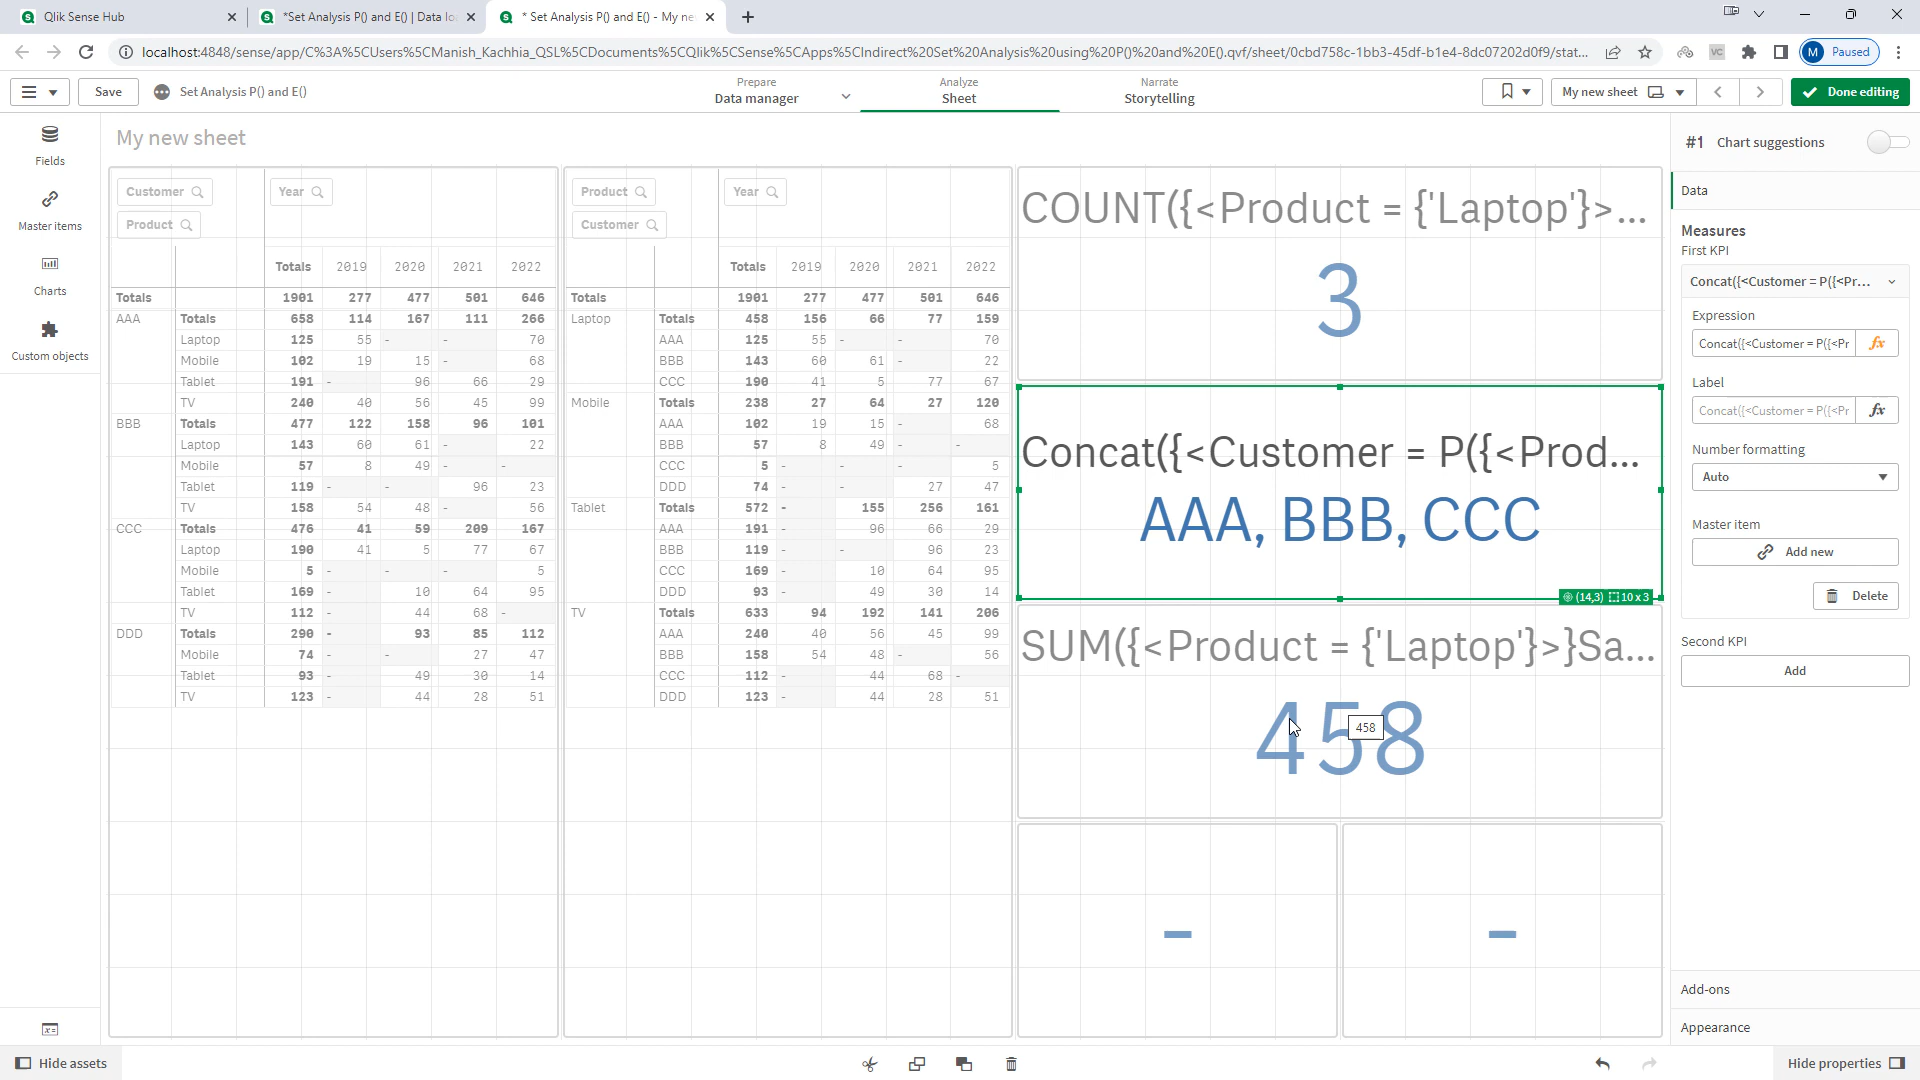 Qlik Sense Hub
*Set Analysis P() and E() | Data lo
* Set Analysis P() and E() - My ne
localhost:4848/sense/app/C%3A%5CUsers%5CManish_Kachhia_QSL%5CDocuments%5CQlik%5CSense%5CApps%5CIndirect%20Set%20Analysis%20using%20P()%20and%20E().qvf/sheet/0cbd758c-1bb3-45df-b1e4-8dc07202d0f9/stat...
VC
M Paused
Save
Set Analysis P() and E()
Prepare
Data manager
Analyze
Sheet
Narrate
Storytelling
My new sheet
Done editing
Fields
Master items
Charts
Custom objects
My new sheet
Customer
Year
Product
Totals 2019 2020 2021 2022
Totals 1901 277 477 501 646
AAA Totals 658 114 167 111 266
Laptop 125 55 - - 70
Mobile 102 19 15 - 68
Tablet 191 - 96 66 29
TV 240 40 56 45 99
BBB Totals 477 122 158 96 101
Laptop 143 60 61 - 22
Mobile 57 8 49 - -
Tablet 119 - - 96 23
TV 158 54 48 - 56
CCC Totals 476 41 59 209 167
Laptop 190 41 5 77 67
Mobile 5 - - - 5
Tablet 169 - 10 64 95
TV 112 - 44 68 -
DDD Totals 290 - 93 85 112
Mobile 74 - - 27 47
Tablet 93 - 49 30 14
TV 123 - 44 28 51
Product
Year
Customer
Totals 2019 2020 2021 2022
Totals 1901 277 477 501 646
Laptop Totals 458 156 66 77 159
AAA 125 55 - - 70
BBB 143 60 61 - 22
CCC 190 41 5 77 67
Mobile Totals 238 27 64 27 120
AAA 102 19 15 - 68
BBB 57 8 49 - -
CCC 5 - - - 5
DDD 74 - - 27 47
Tablet Totals 572 - 155 256 161
AAA 191 - 96 66 29
BBB 119 - - 96 23
CCC 169 - 10 64 95
DDD 93 - 49 30 14
TV Totals 633 94 192 141 206
AAA 240 40 56 45 99
BBB 158 54 48 - 56
CCC 112 - 44 68 -
DDD 123 - 44 28 51
COUNT({<Product = {'Laptop'}>...
3
Concat({<Customer = P({<Prod...
AAA, BBB, CCC
(14,3) 10 x 3
SUM({<Product = {'Laptop'}>}Sa...
458
458
-
-
#1 Chart suggestions
Data
Measures
First KPI
Concat({<Customer = P({<Pr...
Expression
Concat({<Customer = P({<Pr
fx
Label
Concat({<Customer = P({<Pr
fx
Number formatting
Auto
Master item
Add new
Delete
Second KPI
Add
Add-ons
Appearance
Hide assets
Hide properties